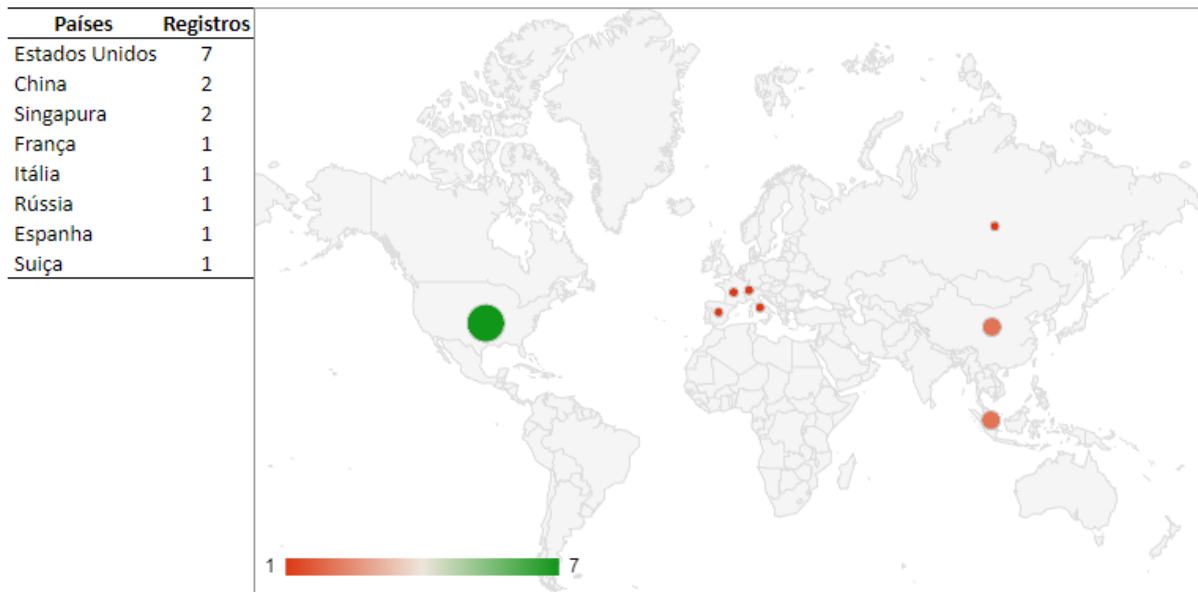 Países Registros
Estados Unidos 7
China 2
Singapura 2
França 1
Itália 1
Rússia 1
Espanha 1
Suiça 1
1 7